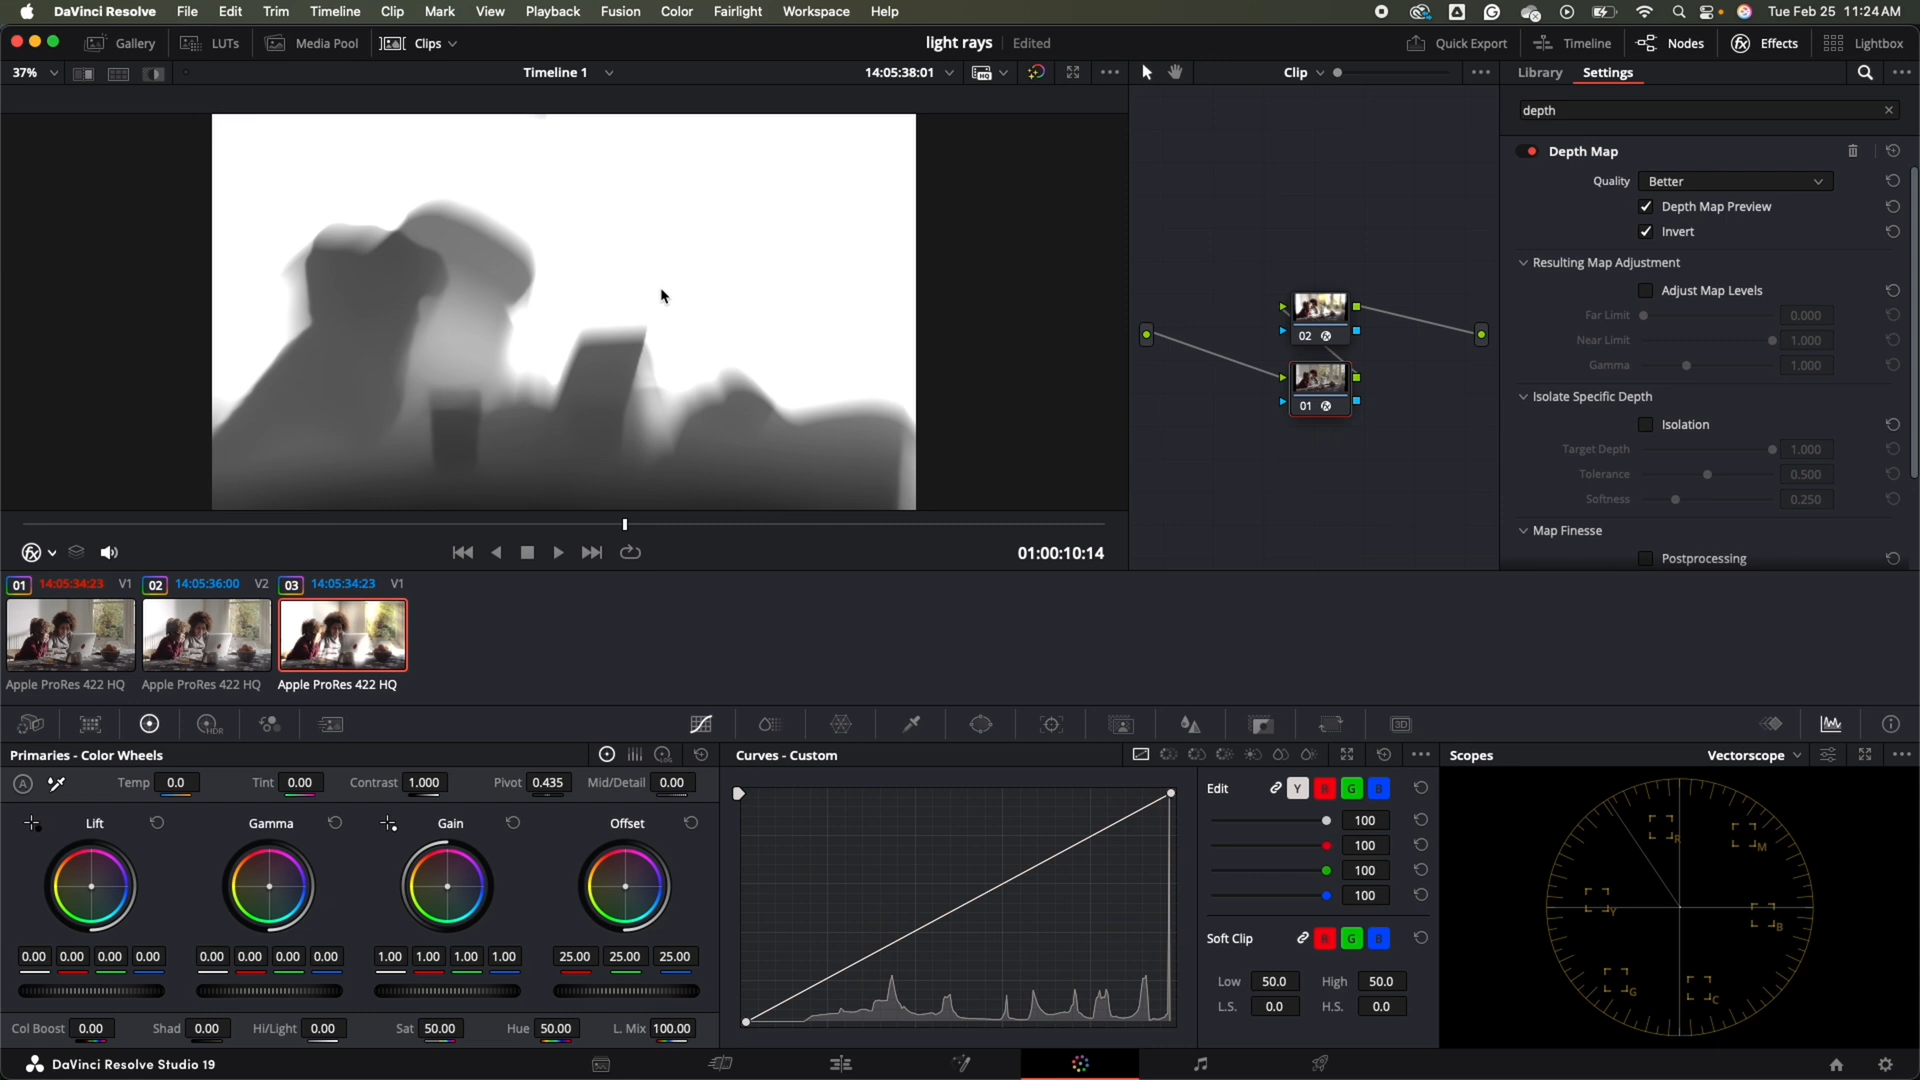 DaVinci Resolve File Edit Trim Timeline Clip Mark View Playback Fusion Color Fairlight Workspace Help Tue Feb 25 11:24 AM
Gallery LUTs Media Pool Clips light rays Edited Quick Export Timeline Nodes Effects Lightbox
37% Timeline 1 14:05:38:01 HQ Clip Library Settings
depth
Depth Map
Quality Better
Depth Map Preview
Invert
Resulting Map Adjustment
Adjust Map Levels
Far Limit 0.000
Near Limit 1.000
Gamma 1.000
02
01
Isolate Specific Depth
Isolation
Target Depth 1.000
Tolerance 0.500
Softness 0.250
Map Finesse
Postprocessing
01:00:10:14
01 14:05:34:23 V1 02 14:05:36:00 V2 03 14:05:34:23 V1
Apple ProRes 422 HQ Apple ProRes 422 HQ Apple ProRes 422 HQ
HDR 3D
Primaries - Color Wheels LOG Curves - Custom Scopes Vectorscope
A Temp 0.0 Tint 0.00 Contrast 1.000 Pivot 0.435 Mid/Detail 0.00
Lift Gamma Gain Offset
0.00 0.00 0.00 0.00 0.00 0.00 0.00 0.00 1.00 1.00 1.00 1.00 25.00 25.00 25.00
Col Boost 0.00 Shad 0.00 Hi/Light 0.00 Sat 50.00 Hue 50.00 L. Mix 100.00
Edit Y R G B
100
100
100
100
Soft Clip R G B
Low 50.0 High 50.0
L.S. 0.0 H.S. 0.0
R M
Y B
G C
DaVinci Resolve Studio 19